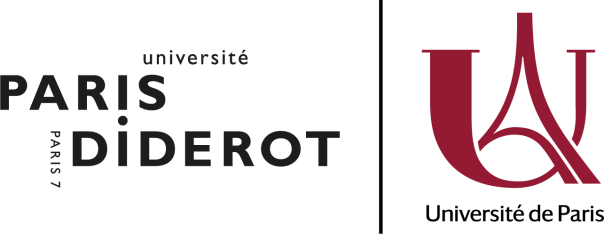 université
PARIS
DiDEROT
PARIS 7
Université de Paris